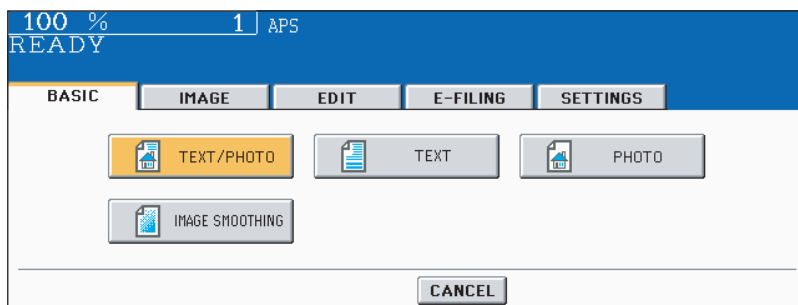 100 % 1 APS
READY
BASIC IMAGE EDIT E-FILING SETTINGS
TEXT/PHOTO TEXT PHOTO
IMAGE SMOOTHING
CANCEL